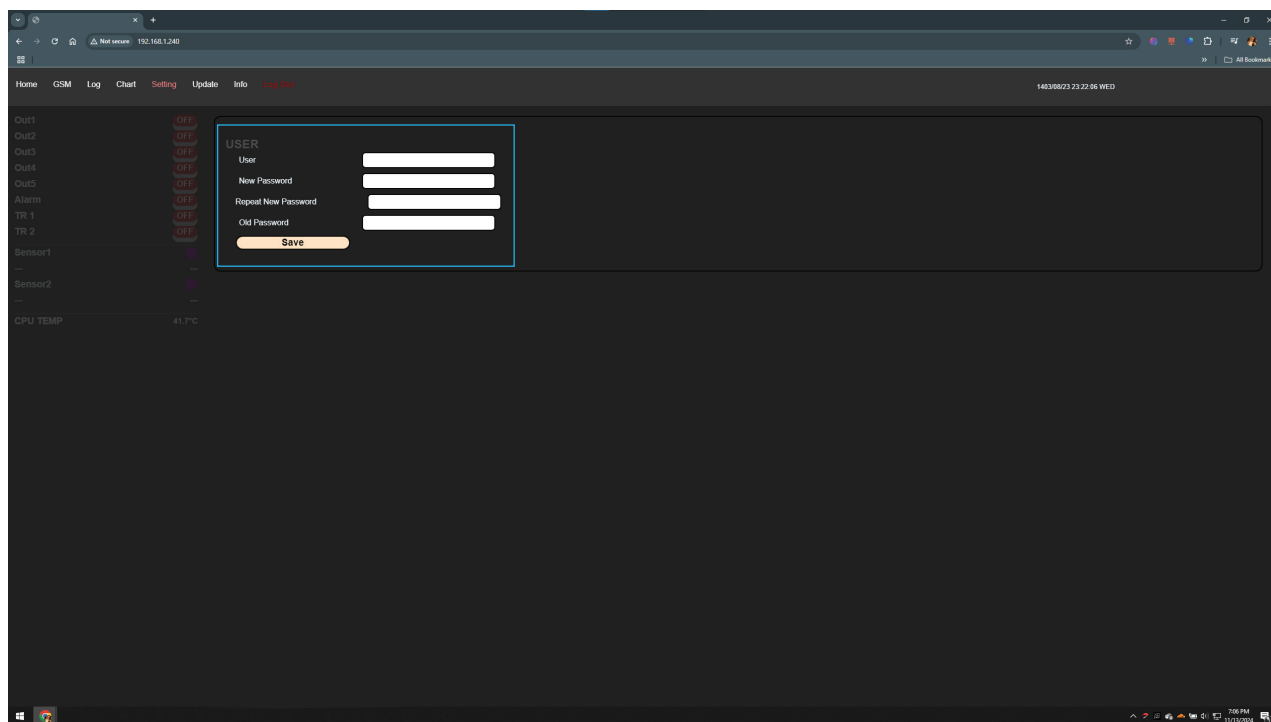 Not secure 192.168.1.240
All Bookmark
Home GSM Log Chart Setting Update Info
1403/08/23 23:22:06 WED
Out1 OFF
Out2 OFF
Out3 OFF
Out4 OFF
Out5 OFF
Alarm OFF
TR 1 OFF
TR 2 OFF
Sensor1
--- ---
Sensor2
--- ---
CPU TEMP 41.7°C
USER
User
New Password
Repeat New Password
Old Password
Save
7:06 PM
11/13/2024